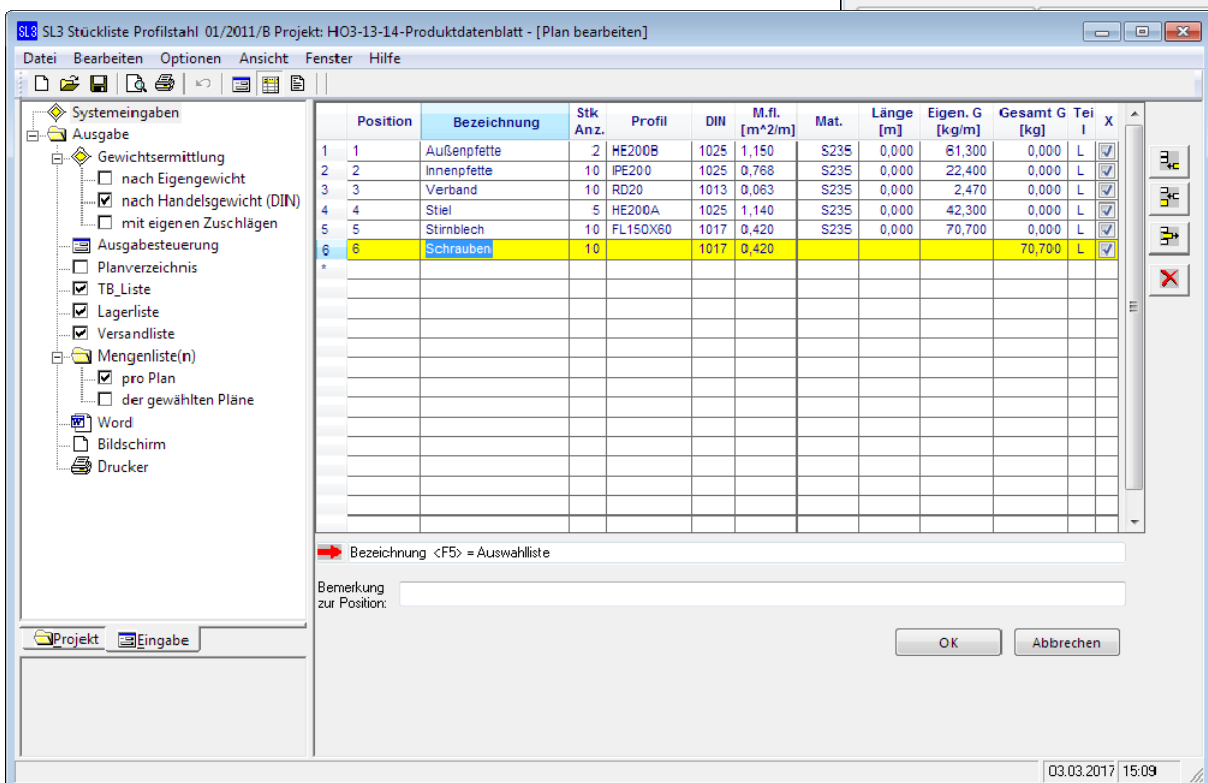 SL3 SL3 Stückliste Profilstahl 01/2011/B Projekt: HO3-13-14-Produktdatenblatt - [Plan bearbeiten]
Datei Bearbeiten Optionen Ansicht Fenster Hilfe
Systemeingaben
Ausgabe
Gewichtsermittlung
nach Eigengewicht
nach Handelsgewicht (DIN)
mit eigenen Zuschlägen
Ausgabesteuerung
Planverzeichnis
TB_Liste
Lagerliste
Versandliste
Mengenliste(n)
pro Plan
der gewählten Pläne
Word
Bildschirm
Drucker
Projekt Eingabe
Position Bezeichnung Stk Anz. Profil DIN M.fl. [m^2/m] Mat. Länge [m] Eigen. G [kg/m] Gesamt G [kg] Tei l X
1 1 Außenpfette 2 HE200B 1025 1,150 S235 0,000 61,300 0,000 L
2 2 Innenpfette 10 IPE200 1025 0,768 S235 0,000 22,400 0,000 L
3 3 Verband 10 RD20 1013 0,063 S235 0,000 2,470 0,000 L
4 4 Stiel 5 HE200A 1025 1,140 S235 0,000 42,300 0,000 L
5 5 Stirnblech 10 FL150X60 1017 0,420 S235 0,000 70,700 0,000 L
6 6 Schrauben 10 1017 0,420 70,700 L
*
Bezeichnung <F5> = Auswahlliste
Bemerkung
zur Position:
OK Abbrechen
03.03.2017 15:09